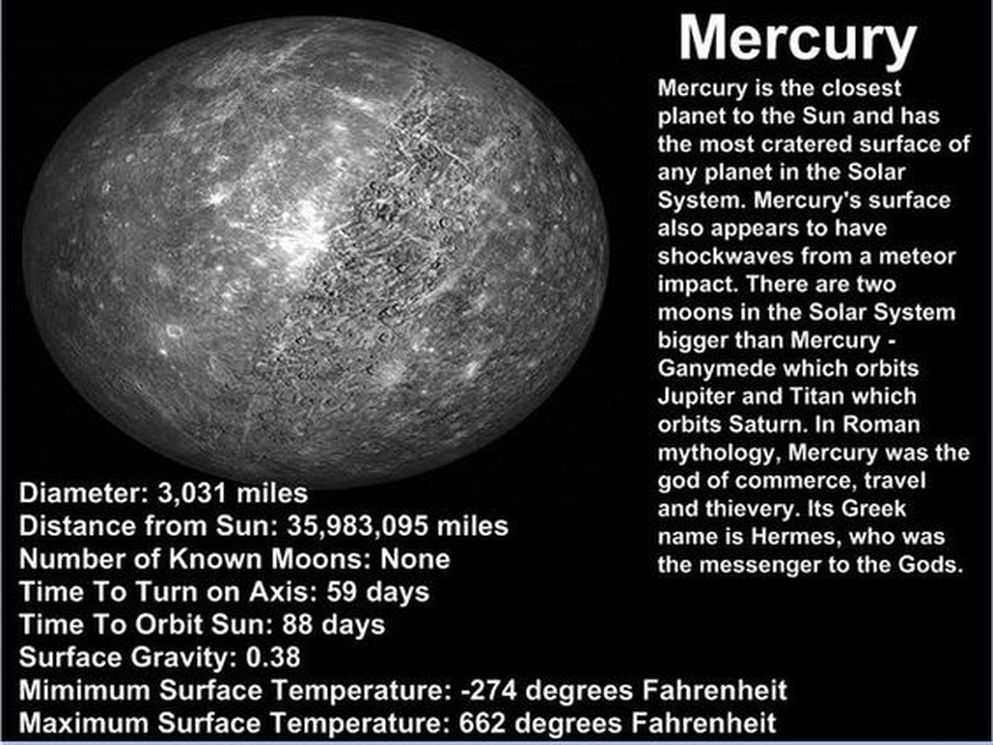 Mercury
Mercury is the closest
planet to the Sun and has
the most cratered surface of
any planet in the Solar
System. Mercury's surface
also appears to have
shockwaves from a meteor
impact. There are two
moons in the Solar System
bigger than Mercury -
Ganymede which orbits
Jupiter and Titan which
orbits Saturn. In Roman
mythology, Mercury was the
god of commerce, travel
and thievery. Its Greek
name is Hermes, who was
the messenger to the Gods.
Diameter: 3,031 miles
Distance from Sun: 35,983,095 miles
Number of Known Moons: None
Time To Turn on Axis: 59 days
Time To Orbit Sun: 88 days
Surface Gravity: 0.38
Mimimum Surface Temperature: -274 degrees Fahrenheit
Maximum Surface Temperature: 662 degrees Fahrenheit